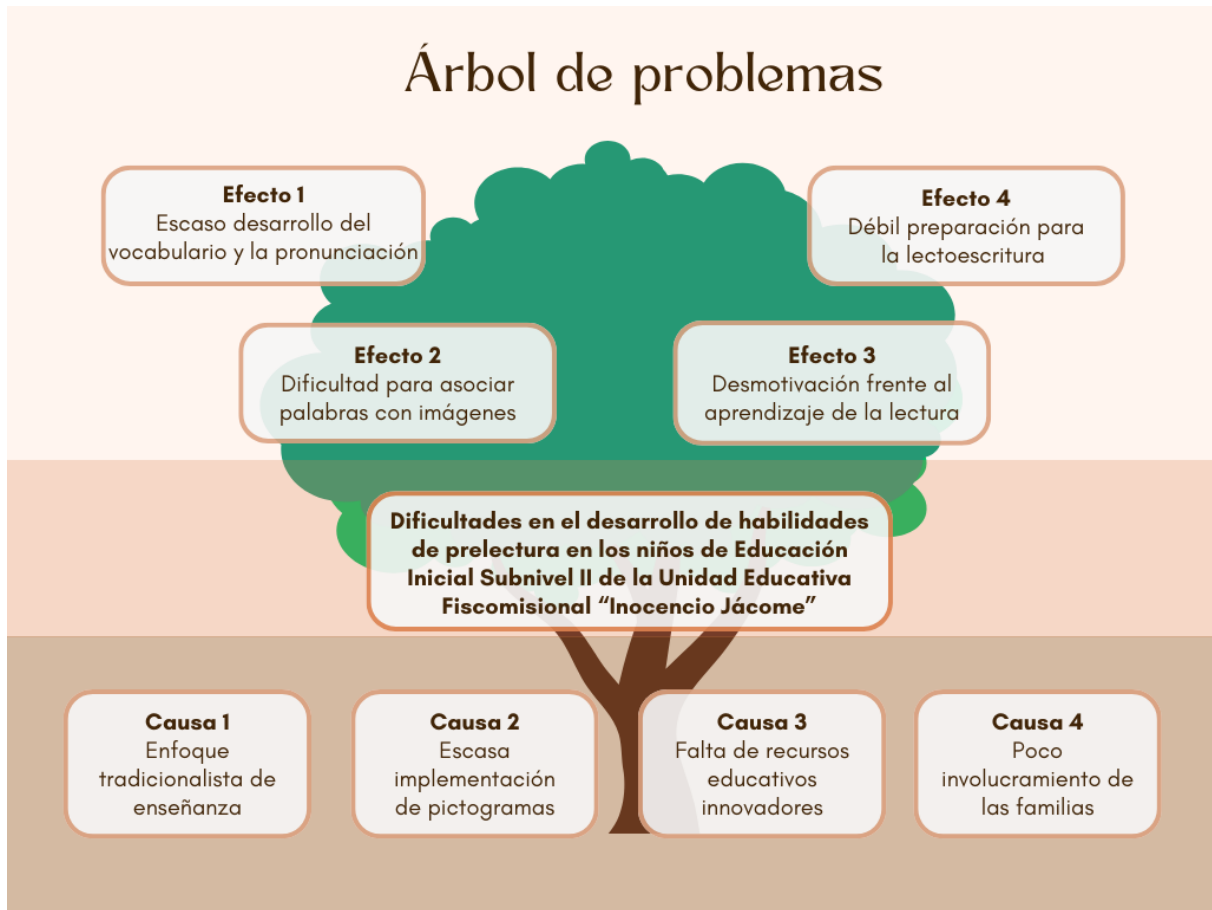 Árbol de problemas
Efecto 1
Escaso desarrollo del
vocabulario y la pronunciación
Efecto 4
Débil preparación para
la lectoescritura
Efecto 2
Dificultad para asociar
palabras con imágenes
Efecto 3
Desmotivación frente al
aprendizaje de la lectura
Dificultades en el desarrollo de habilidades
de prelectura en los niños de Educación
Inicial Subnivel II de la Unidad Educativa
Fiscomisional “Inocencio Jácome”
Causa 1
Enfoque
tradicionalista de
enseñanza
Causa 2
Escasa
implementación
de pictogramas
Causa 3
Falta de recursos
educativos
innovadores
Causa 4
Poco
involucramiento de
las familias